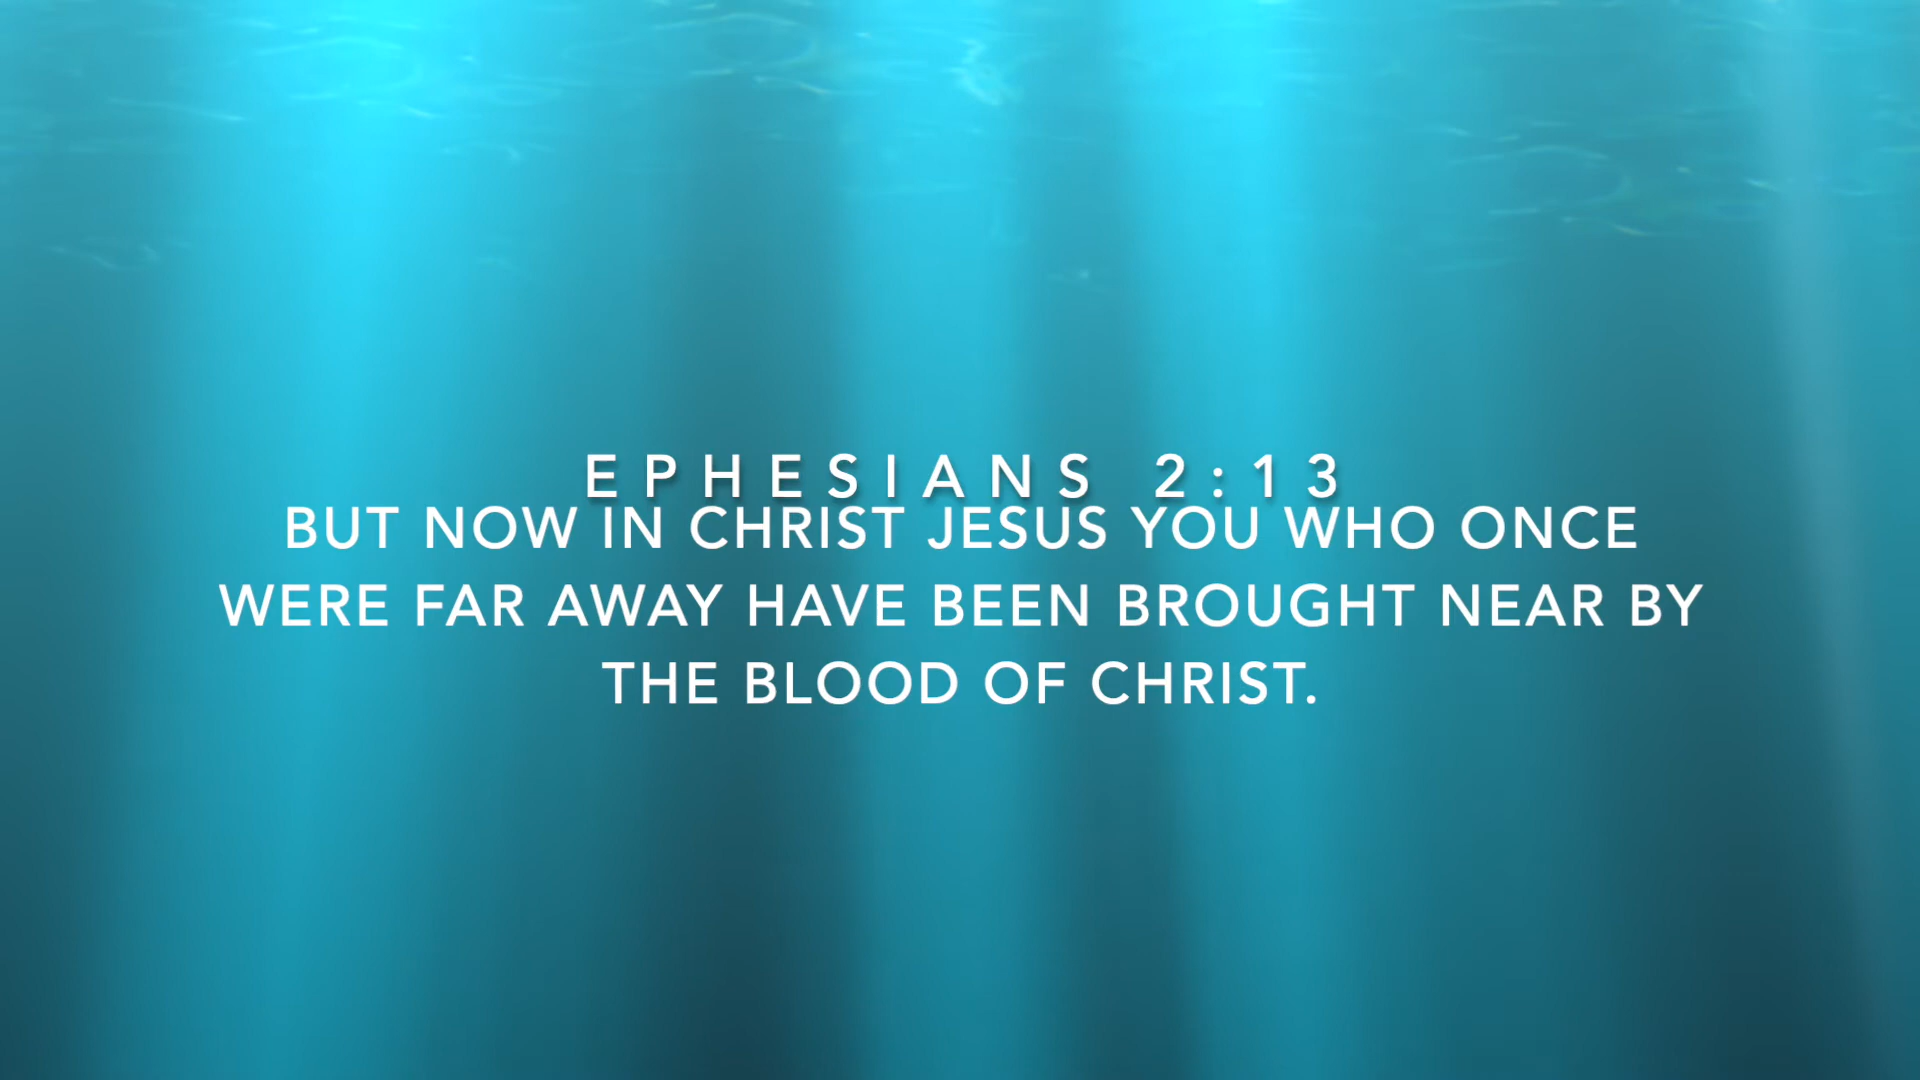 EPHESIANS 2:13
BUT NOW IN CHRIST JESUS YOU WHO ONCE
WERE FAR AWAY HAVE BEEN BROUGHT NEAR BY
THE BLOOD OF CHRIST.